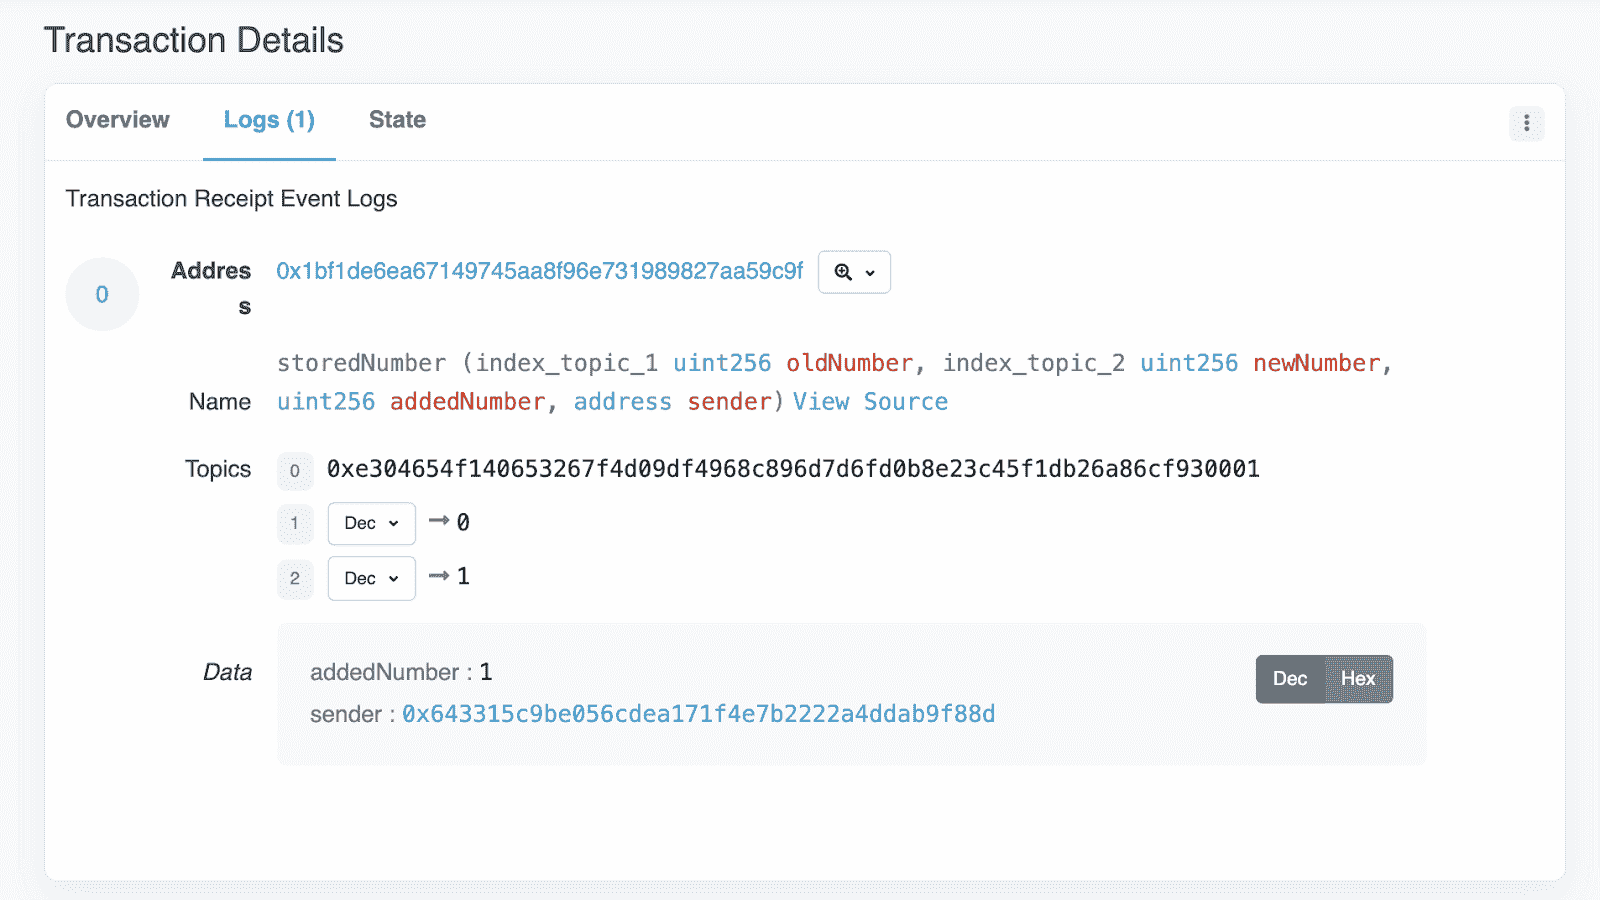 Transaction Details
Overview Logs (1) State
Transaction Receipt Event Logs
0
Addres
s
0x1bf1de6ea67149745aa8f96e731989827aa59c9f
Name
storedNumber (index_topic_1 uint256 oldNumber, index_topic_2 uint256 newNumber,
uint256 addedNumber, address sender) View Source
Topics
0 0xe304654f140653267f4d09df4968c896d7d6fd0b8e23c45f1db26a86cf930001
1 Dec → 0
2 Dec → 1
Data
addedNumber : 1
sender : 0x643315c9be056cdea171f4e7b2222a4ddab9f88d
Dec Hex